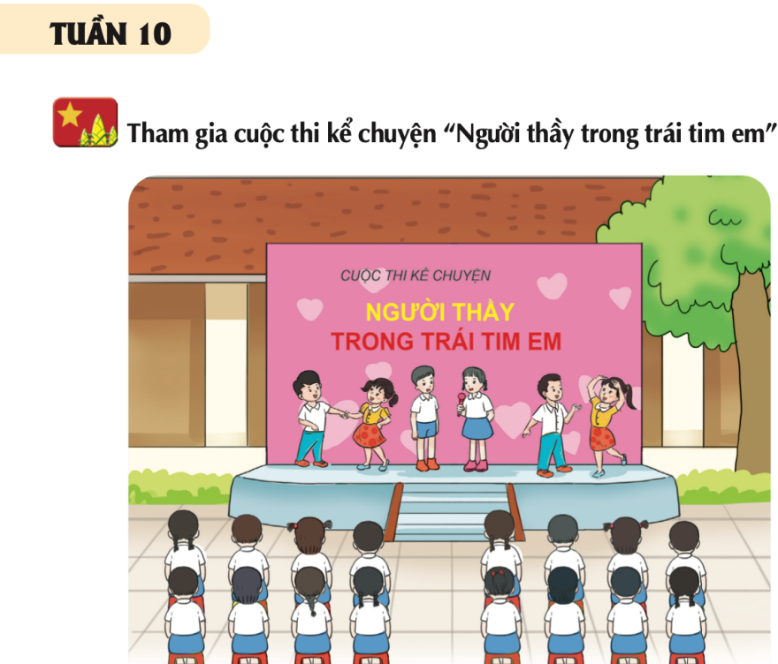 TUẦN 10
Tham gia cuộc thi kể chuyện “Người thầy trong trái tim em”
CUỘC THI KỂ CHUYỆN
NGƯỜI THẦY
TRONG TRÁI TIM EM